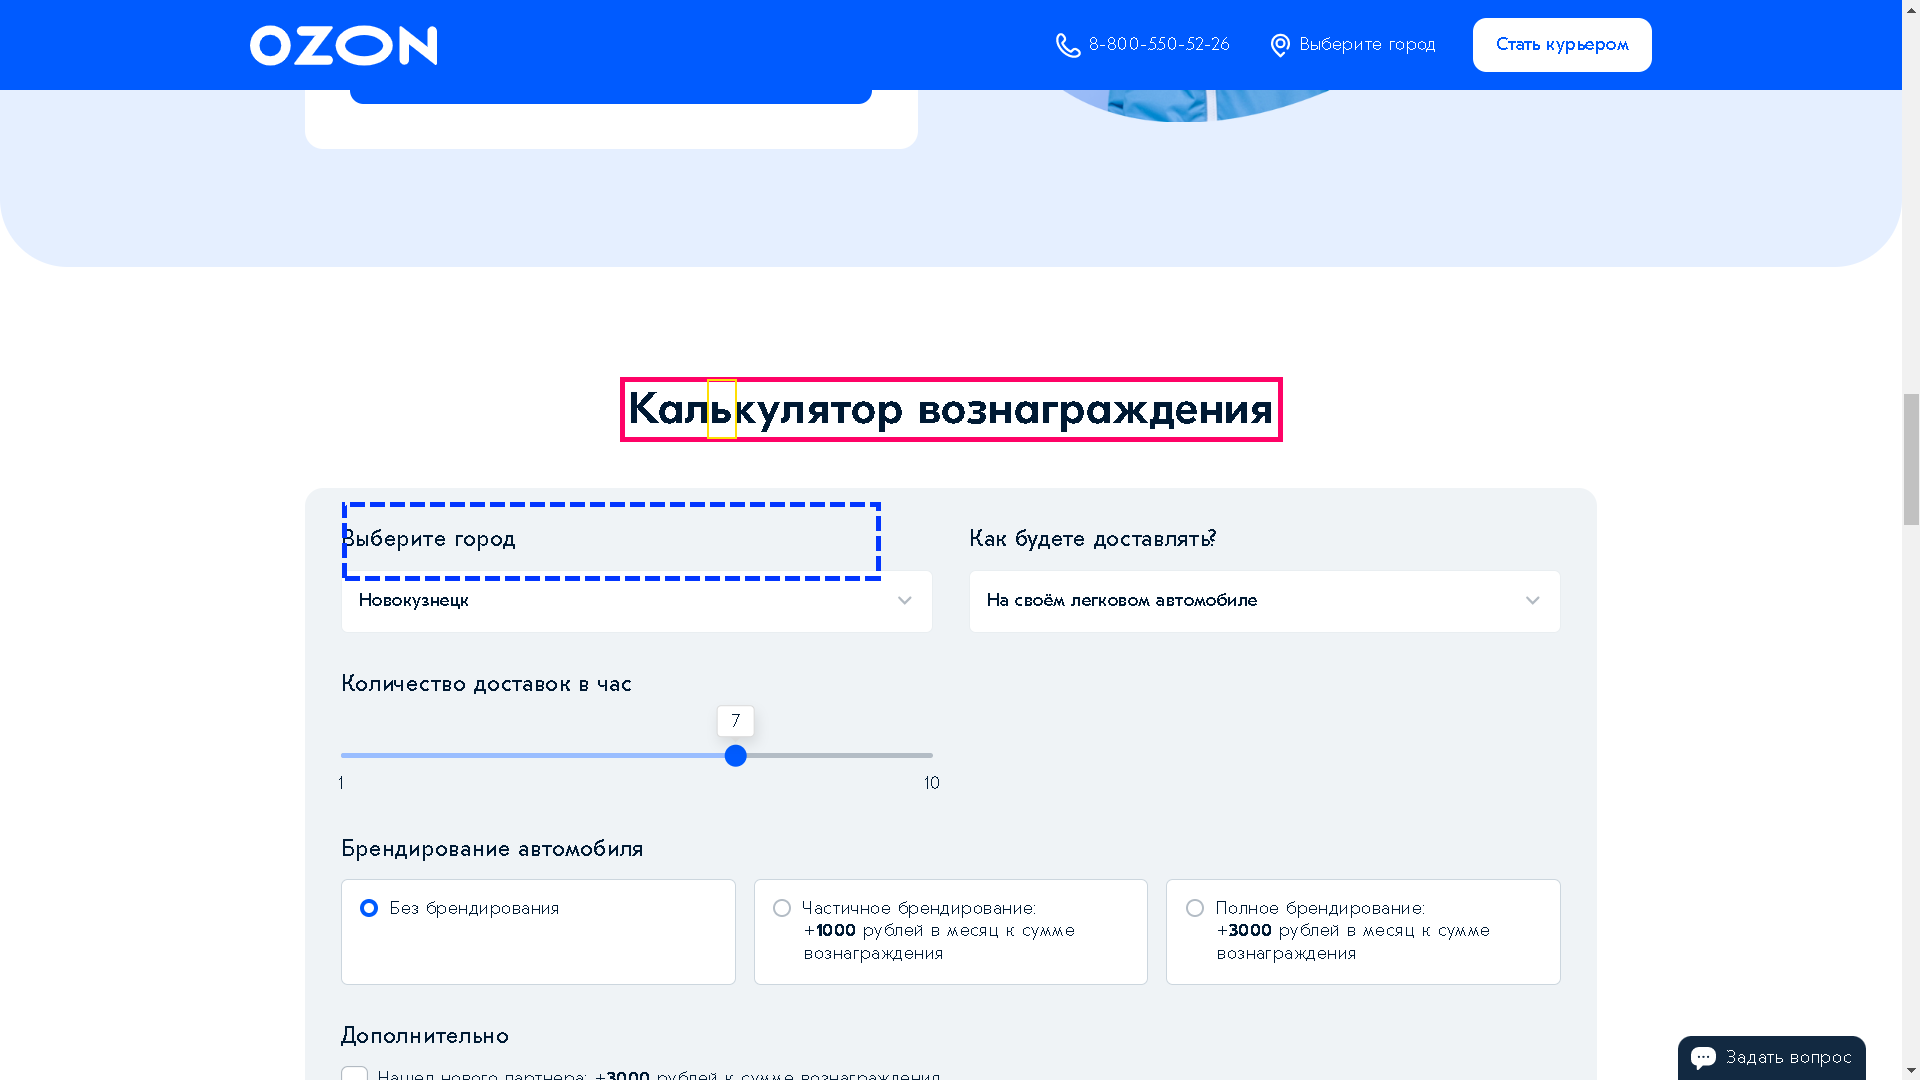 OZON
8-800-550-52-26
Выберите город
Стать курьером
Калькулятор вознаграждения
Выберите город
Как будете доставлять?
Новокузнецк
На своём легковом автомобиле
Количество доставок в час
7
1
10
Брендирование автомобиля
Без брендирования
Частичное брендирование:
+1000 рублей в месяц к сумме
вознаграждения
Полное брендирование:
+3000 рублей в месяц к сумме
вознаграждения
Дополнительно
Нашел нового партнера: +3000 рублей к сумме вознаграждения
Задать вопрос